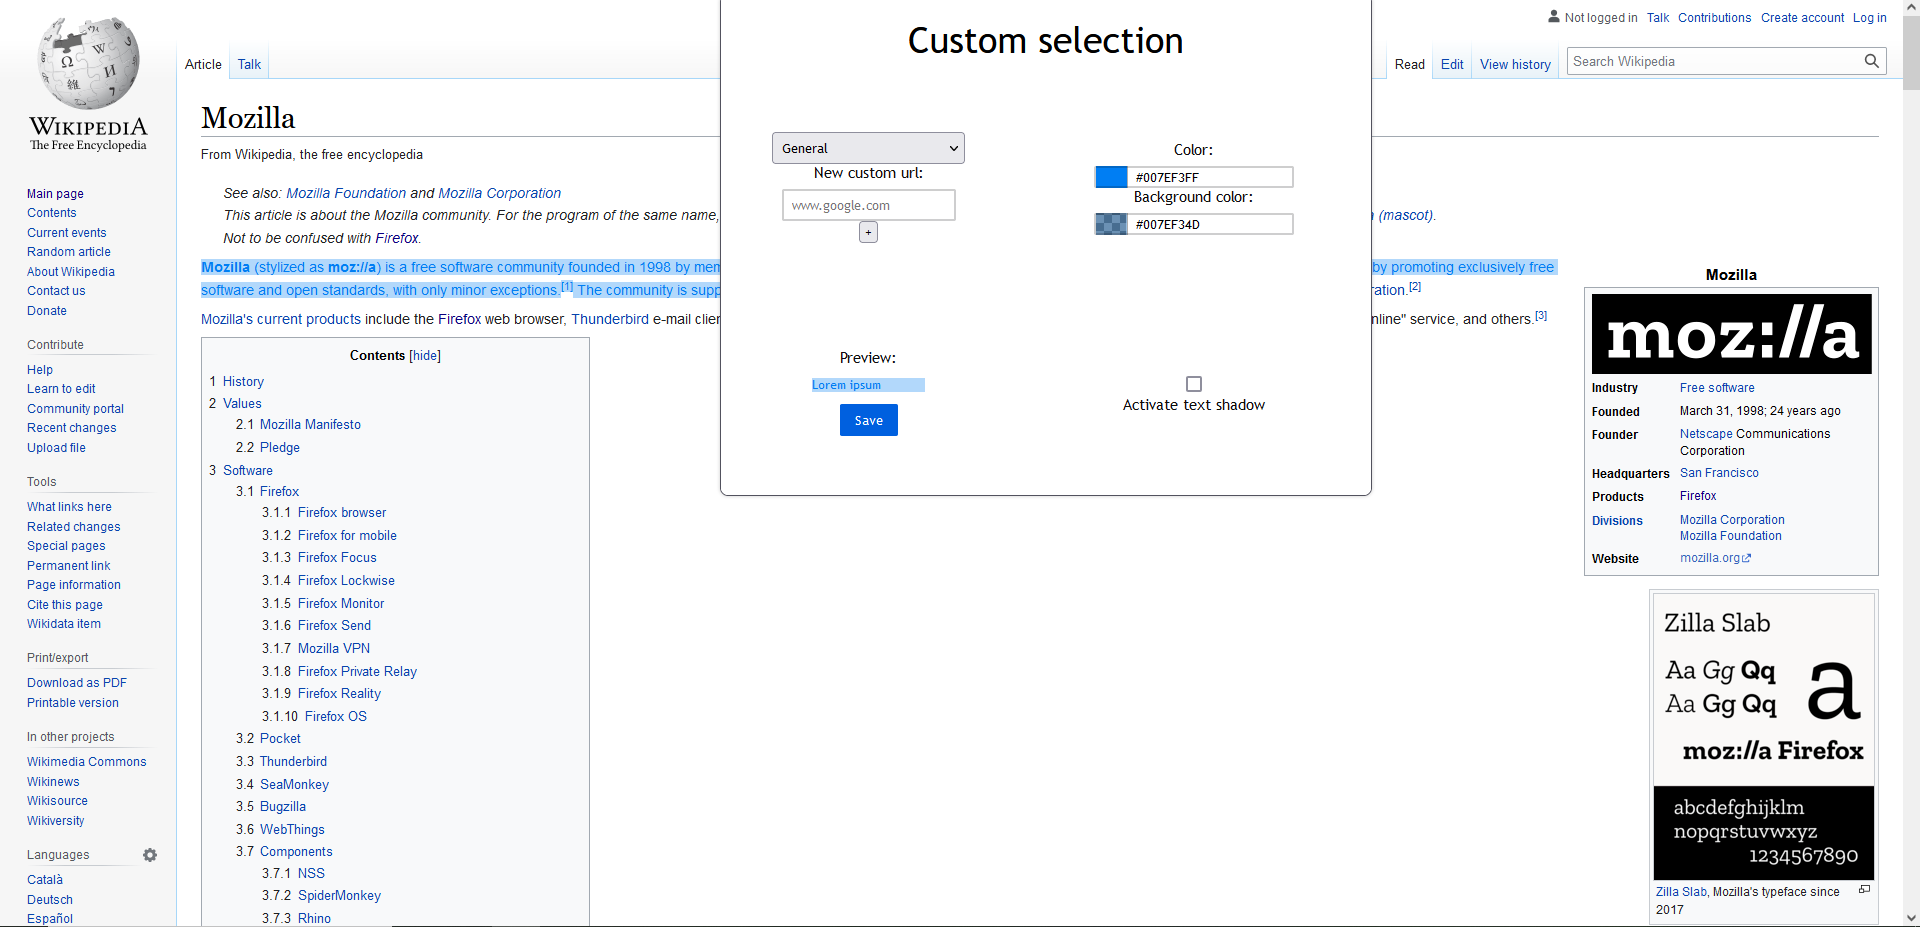 WIKIPEDIA
The Free Encyclopedia
Main page
Contents
Current events
Random article
About Wikipedia
Contact us
Donate
Contribute
Help
Learn to edit
Community portal
Recent changes
Upload file
Tools
What links here
Related changes
Special pages
Permanent link
Page information
Cite this page
Wikidata item
Print/export
Download as PDF
Printable version
In other projects
Wikimedia Commons
Wikinews
Wikisource
Wikiversity
Languages
Català
Deutsch
Español
Not logged in Talk Contributions Create account Log in
Article Talk
Read Edit View history Search Wikipedia
Mozilla
From Wikipedia, the free encyclopedia
See also: Mozilla Foundation and Mozilla Corporation
This article is about the Mozilla community. For the program of the same name, (mascot).
Not to be confused with Firefox.
Mozilla (stylized as moz://a) is a free software community founded in 1998 by by promoting exclusively free
software and open standards, with only minor exceptions.[1] The community is [2]
Mozilla's current products include the Firefox web browser, Thunderbird e-mail service, and others.[3]
Contents [hide]
1 History
2 Values
2.1 Mozilla Manifesto
2.2 Pledge
3 Software
3.1 Firefox
3.1.1 Firefox browser
3.1.2 Firefox for mobile
3.1.3 Firefox Focus
3.1.4 Firefox Lockwise
3.1.5 Firefox Monitor
3.1.6 Firefox Send
3.1.7 Mozilla VPN
3.1.8 Firefox Private Relay
3.1.9 Firefox Reality
3.1.10 Firefox OS
3.2 Pocket
3.3 Thunderbird
3.4 SeaMonkey
3.5 Bugzilla
3.6 WebThings
3.7 Components
3.7.1 NSS
3.7.2 SpiderMonkey
3.7.3 Rhino
Custom selection
General
New custom url:
www.google.com
+
Color:
#007EF3FF
Background color:
#007EF34D
Preview:
Lorem ipsum
Save
Activate text shadow
Mozilla
moz://a
Industry Free software
Founded March 31, 1998; 24 years ago
Founder Netscape Communications
Corporation
Headquarters San Francisco
Products Firefox
Divisions Mozilla Corporation
Mozilla Foundation
Website mozilla.org
Zilla Slab
Aa Gg Qq
Aa Gg Qq
a
moz://a Firefox
abcdefghijklm
nopqrstuvwxyz
1234567890
Zilla Slab, Mozilla's typeface since
2017